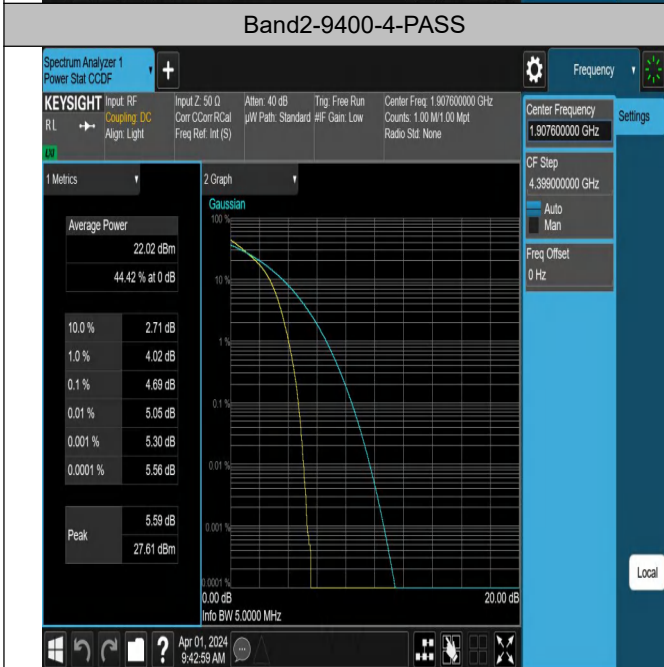 Band2-9400-4-PASS
Spectrum Analyzer 1
Power Stat CCDF
+
Frequency
KEYSIGHT
RL
LXI
Input: RF
Coupling: DC
Align: Light
Input Z: 50 Ω
Corr CCorr RCal
Freq Ref: Int (S)
Atten: 40 dB
µW Path: Standard
Trig: Free Run
#IF Gain: Low
Center Freq: 1.907600000 GHz
Counts: 1.00 M/1.00 Mpt
Radio Std: None
Center Frequency
1.907600000 GHz
Settings
CF Step
4.399000000 GHz
Auto
Man
Freq Offset
0 Hz
1 Metrics
Average Power
22.02 dBm
44.42 % at 0 dB
10.0 % 2.71 dB
1.0 % 4.02 dB
0.1 % 4.69 dB
0.01 % 5.05 dB
0.001 % 5.30 dB
0.0001 % 5.56 dB
Peak
5.59 dB
27.61 dBm
2 Graph
Gaussian
100 %
10 %
1 %
0.1 %
0.01 %
0.001 %
0.0001 %
0.00 dB
20.00 dB
Info BW 5.0000 MHz
Local
?
Apr 01, 2024
9:42:59 AM